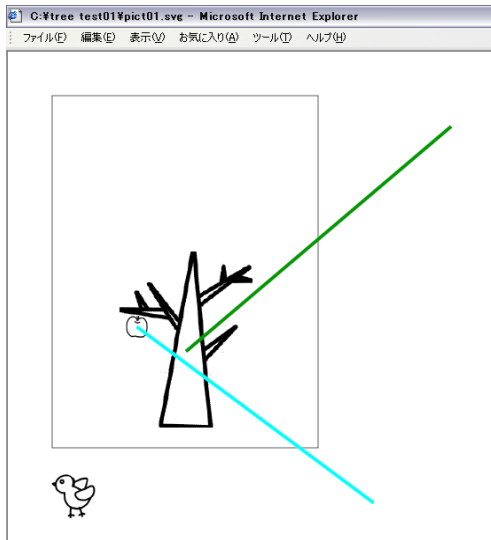 C:¥tree test01¥pict01.svg - Microsoft Internet Explorer
ファイル(F) 編集(E) 表示(V) お気に入り(A) ツール(T) ヘルプ(H)